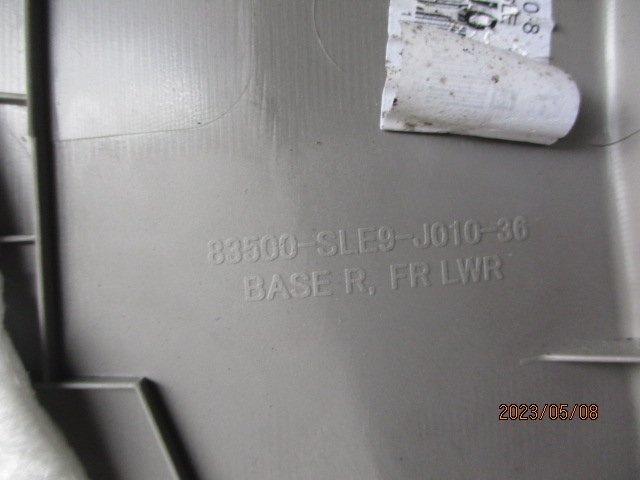 83500-SLE9-J010-36
BASE R, FR LWR
2023/05/08